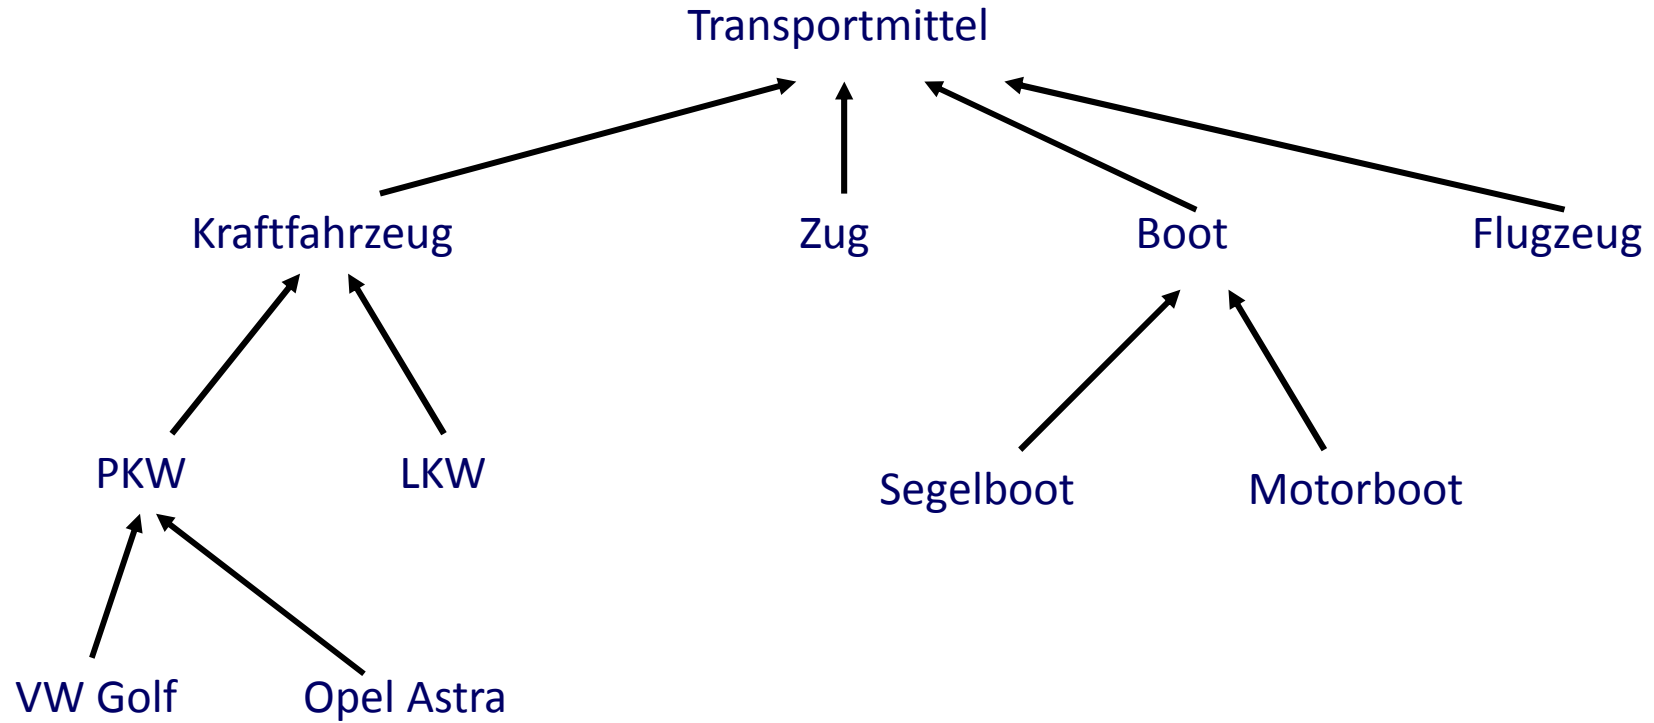 Transportmittel
Kraftfahrzeug
Zug
Boot
Flugzeug
PKW
LKW
Segelboot
Motorboot
VW Golf
Opel Astra